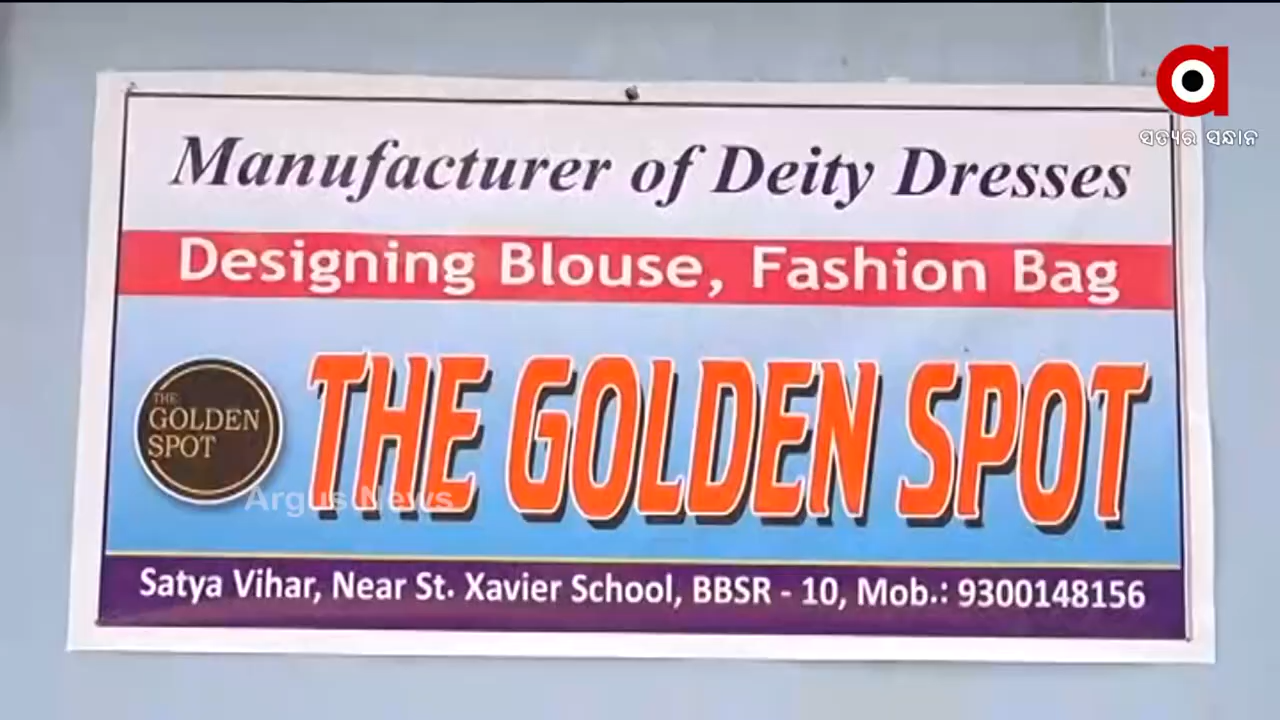 ସତ୍ୟର ସନ୍ଧାନ
Manufacturer of Deity Dresses
Designing Blouse, Fashion Bag
THE
GOLDEN
SPOT
THE GOLDEN SPOT
Argus News
Satya Vihar, Near St. Xavier School, BBSR - 10, Mob.: 9300148156